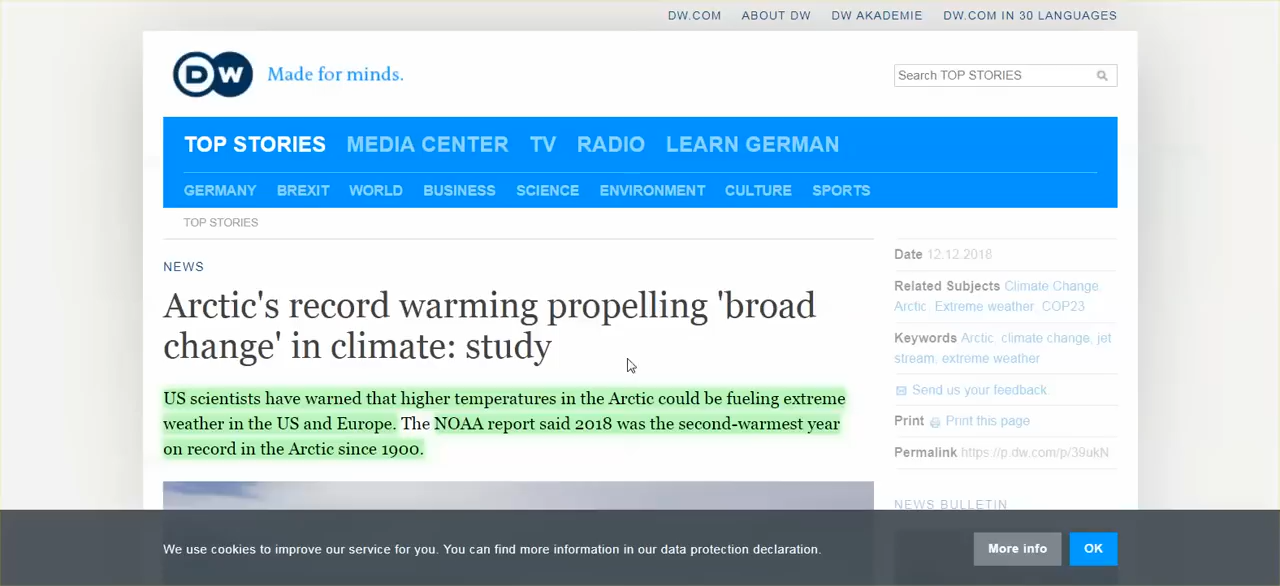 DW.COM ABOUT DW DW AKADEMIE DW.COM IN 30 LANGUAGES
DW Made for minds.
Search TOP STORIES
TOP STORIES MEDIA CENTER TV RADIO LEARN GERMAN
GERMANY BREXIT WORLD BUSINESS SCIENCE ENVIRONMENT CULTURE SPORTS
TOP STORIES
NEWS
Arctic's record warming propelling 'broad
change' in climate: study
US scientists have warned that higher temperatures in the Arctic could be fueling extreme
weather in the US and Europe. The NOAA report said 2018 was the second-warmest year
on record in the Arctic since 1900.
Date 12.12.2018
Related Subjects Climate Change,
Arctic, Extreme weather, COP23
Keywords Arctic, climate change, jet
stream, extreme weather
Send us your feedback.
Print Print this page
Permalink https://p.dw.com/p/39ukN
NEWS BULLETIN
We use cookies to improve our service for you. You can find more information in our data protection declaration.
More info OK